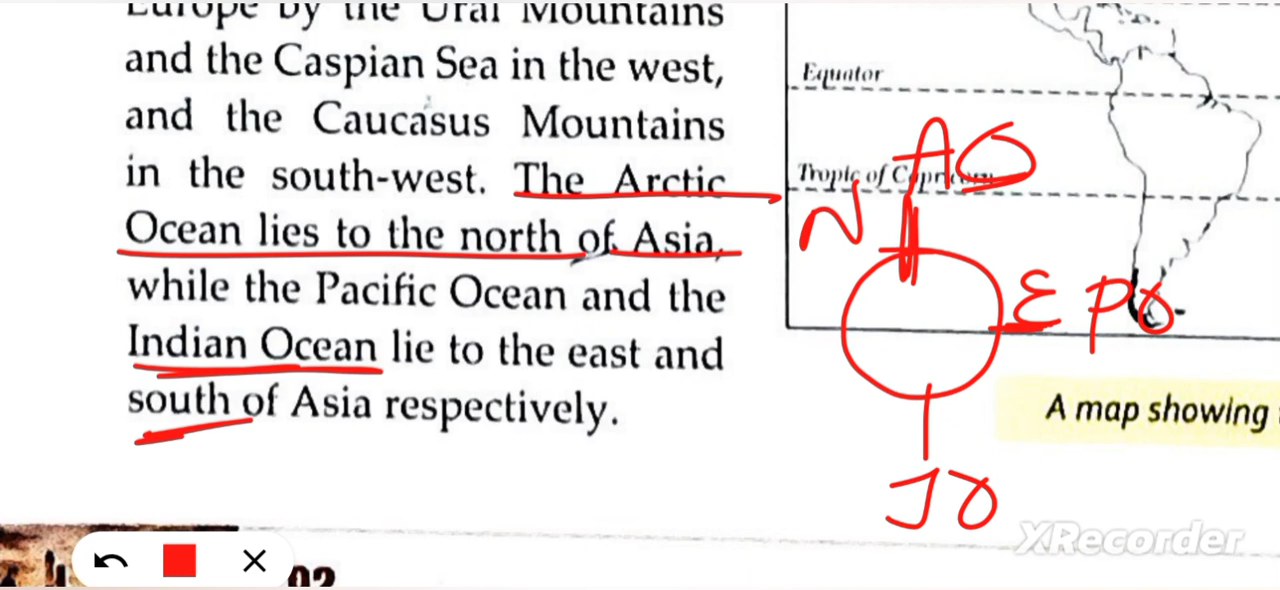 Europe by the Ural Mountains
and the Caspian Sea in the west,
and the Caucasus Mountains
in the south-west. The Arctic
Ocean lies to the north of Asia,
while the Pacific Ocean and the
Indian Ocean lie to the east and
south of Asia respectively.
Equator
Tropic of Capricorn
AO
N
E PO
IO
A map showing
XRecorder
02